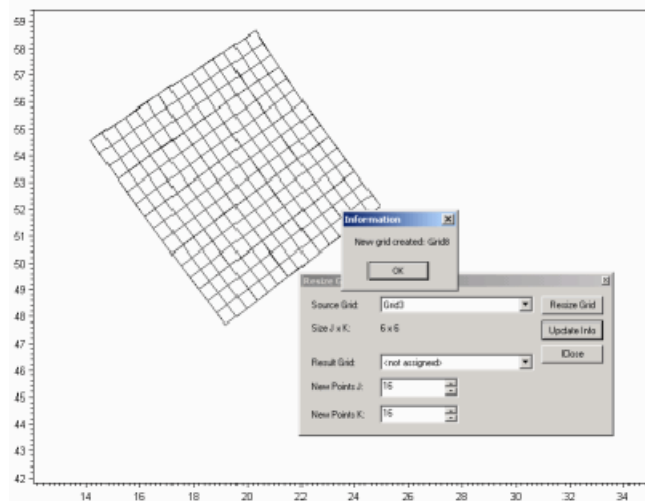 59
58
57
56
55
54
53
52
51
50
49
48
47
46
45
44
43
42
Information
New grid created: Grid8
OK
Resize G
Source Grid: Grid3 Resize Grid
Size J x K: 6 x 6 Update Info
Close
Result Grid: <not assigned>
New Points J: 16
New Points K: 16
14 16 18 20 22 24 26 28 30 32 34